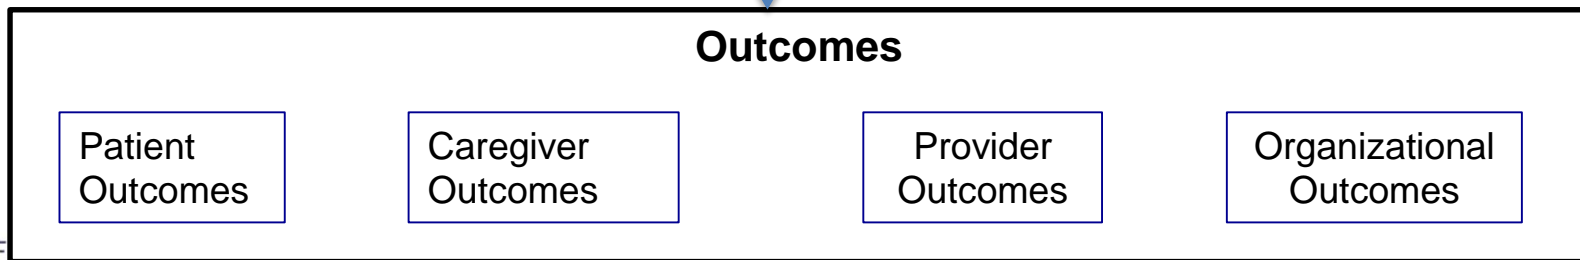 Outcomes
Patient
Outcomes
Caregiver
Outcomes
Provider
Outcomes
Organizational
Outcomes